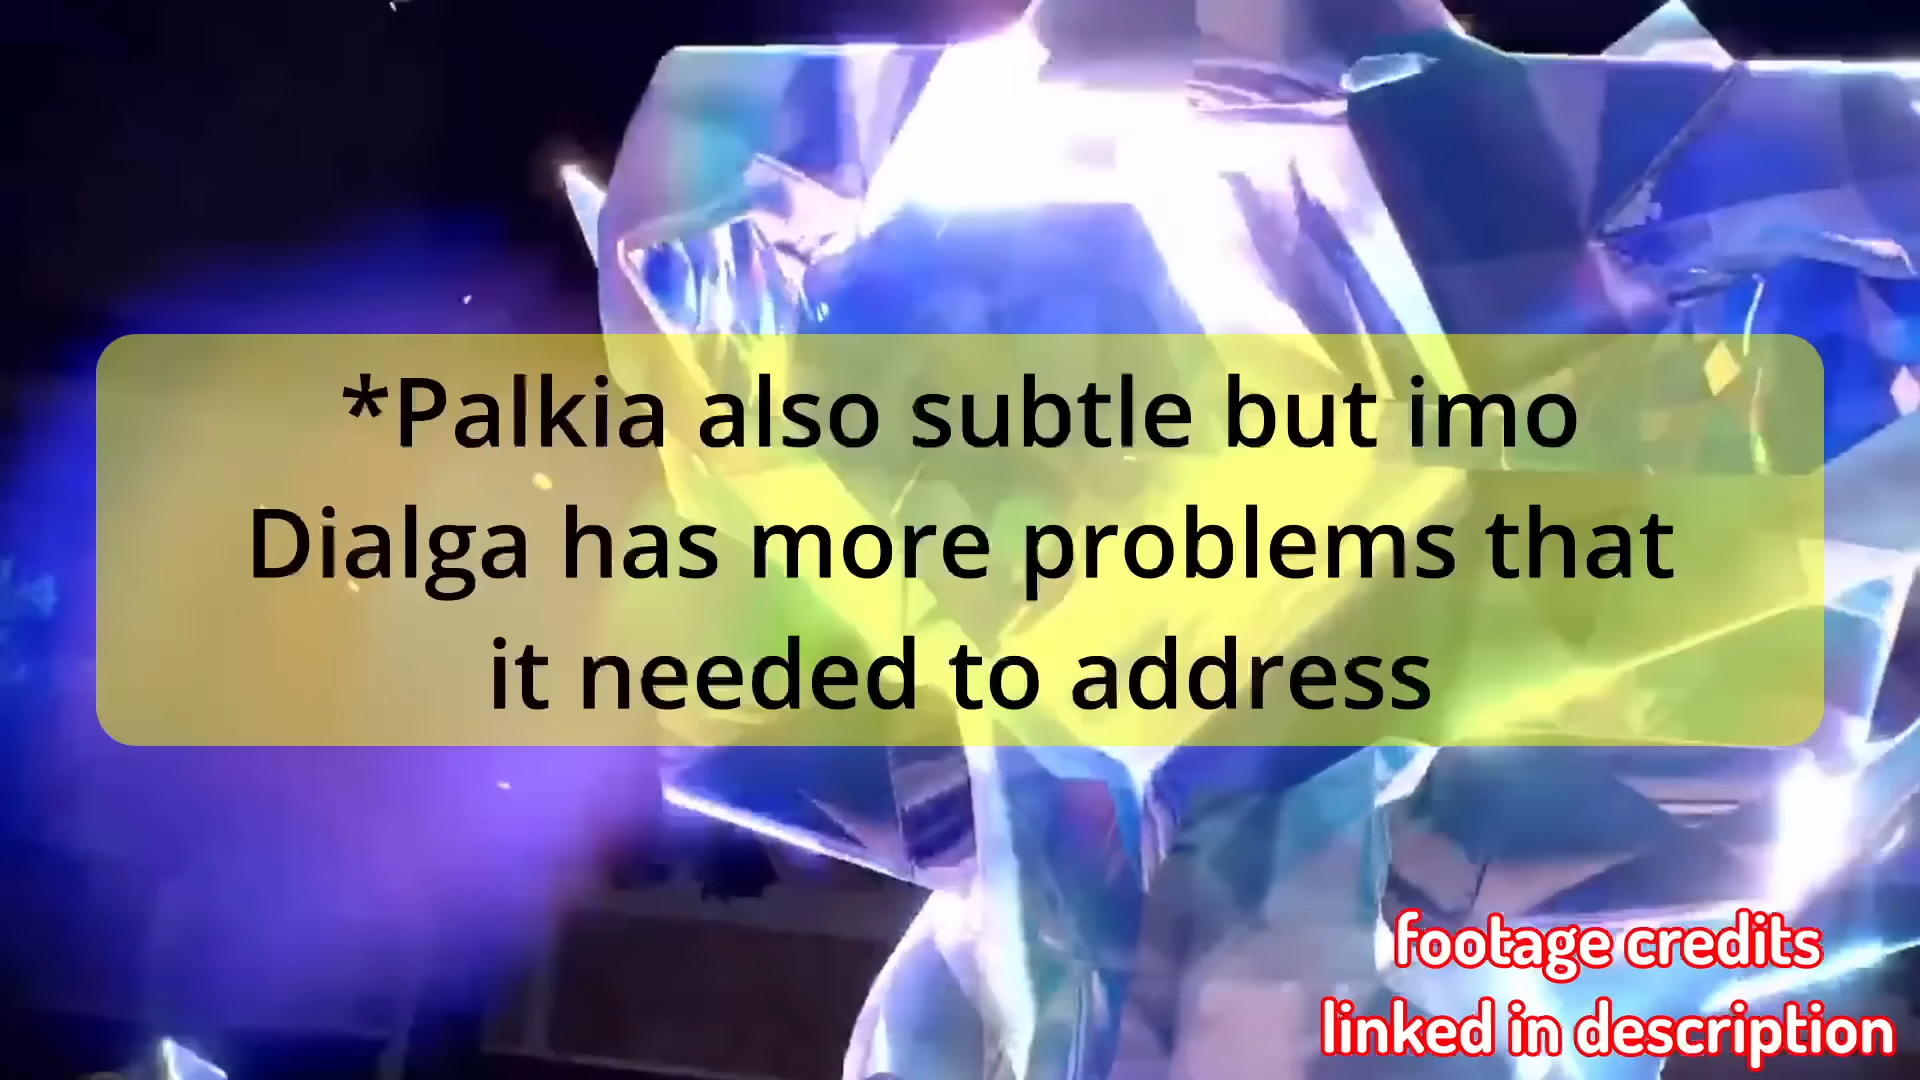 *Palkia also subtle but imo
Dialga has more problems that
it needed to address
footage credits
linked in description